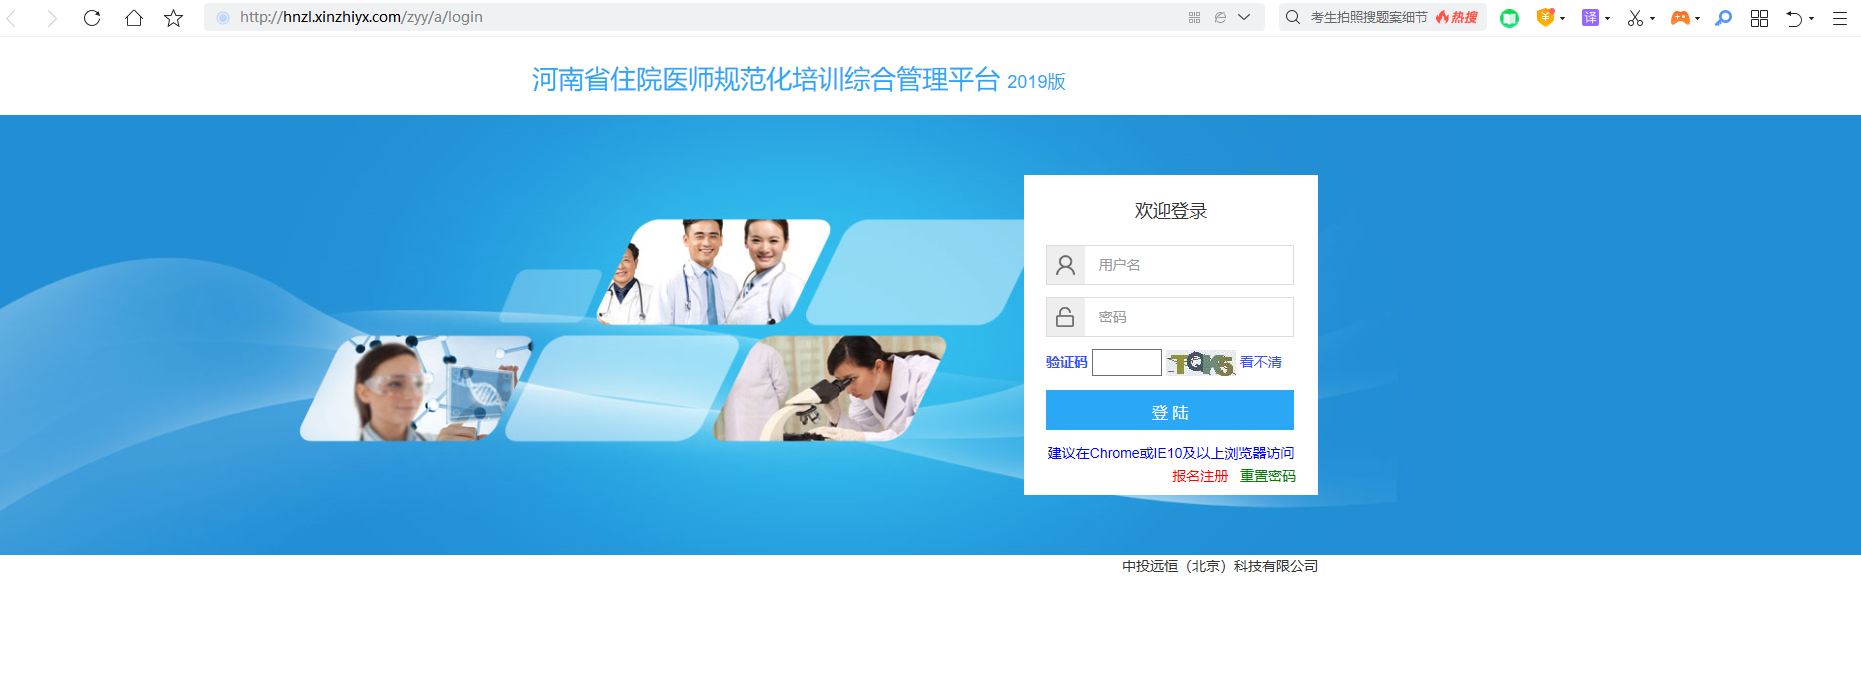 http://hnzl.xinzhiyx.com/zyy/a/login
考生拍照搜题案细节 热搜
译
河南省住院医师规范化培训综合管理平台 2019版
欢迎登录
用户名
密码
验证码 TQK5 看不清
登 陆
建议在Chrome或IE10及以上浏览器访问
报名注册 重置密码
中投远恒（北京）科技有限公司